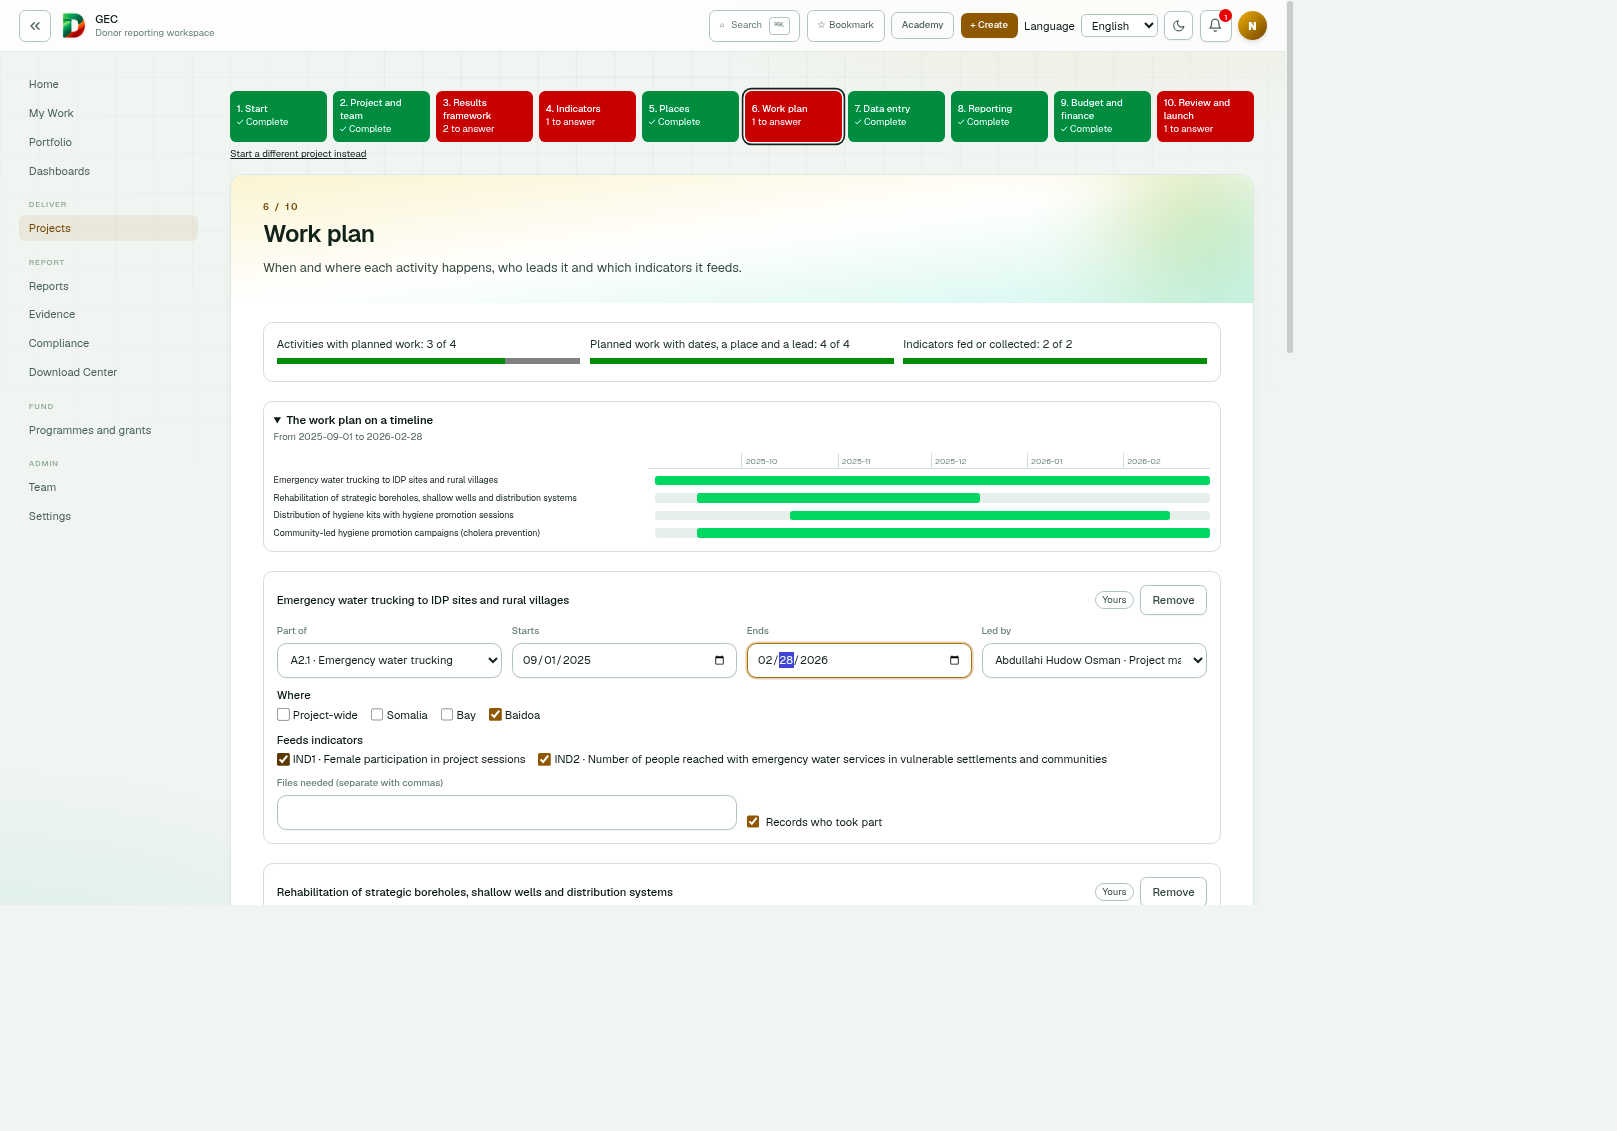 GEC
Donor reporting workspace
Search ⌘K
☆ Bookmark
Academy
+ Create
Language
English
1
N
Home
My Work
Portfolio
Dashboards
DELIVER
Projects
REPORT
Reports
Evidence
Compliance
Download Center
FUND
Programmes and grants
ADMIN
Team
Settings
1. Start
✓ Complete
2. Project and team
✓ Complete
3. Results framework
2 to answer
4. Indicators
1 to answer
5. Places
✓ Complete
6. Work plan
1 to answer
7. Data entry
✓ Complete
8. Reporting
✓ Complete
9. Budget and finance
✓ Complete
10. Review and launch
1 to answer
Start a different project instead
6 / 10
Work plan
When and where each activity happens, who leads it and which indicators it feeds.
Activities with planned work: 3 of 4
Planned work with dates, a place and a lead: 4 of 4
Indicators fed or collected: 2 of 2
▼ The work plan on a timeline
From 2025-09-01 to 2026-02-28
2025-10 2025-11 2025-12 2026-01 2026-02
Emergency water trucking to IDP sites and rural villages
Rehabilitation of strategic boreholes, shallow wells and distribution systems
Distribution of hygiene kits with hygiene promotion sessions
Community-led hygiene promotion campaigns (cholera prevention)
Emergency water trucking to IDP sites and rural villages
Yours
Remove
Part of
A2.1 · Emergency water trucking
Starts
09/01/2025
Ends
02/28/2026
Led by
Abdullahi Hudow Osman · Project ma
Where
Project-wide
Somalia
Bay
Baidoa
Feeds indicators
IND1 · Female participation in project sessions
IND2 · Number of people reached with emergency water services in vulnerable settlements and communities
Files needed (separate with commas)
Records who took part
Rehabilitation of strategic boreholes, shallow wells and distribution systems
Yours
Remove